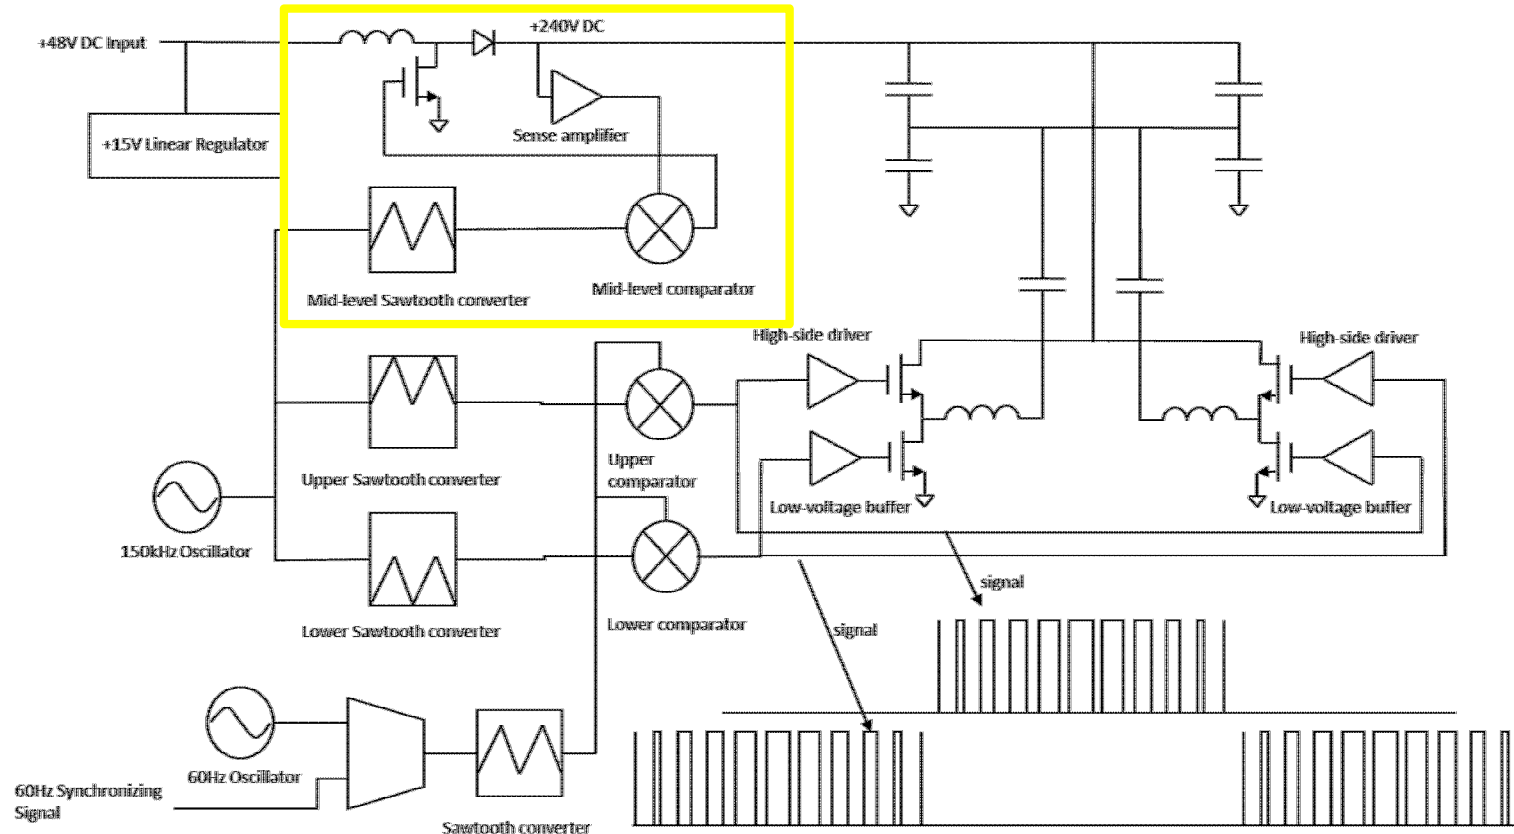 +48V DC Input
+240V DC
+15V Linear Regulator
Sense amplifier
Mid-level Sawtooth converter
Mid-level comparator
High-side driver
High-side driver
Upper Sawtooth converter
Upper
comparator
Low-voltage buffer
Low-voltage buffer
150kHz Oscillator
signal
Lower Sawtooth converter
Lower comparator
signal
60Hz Oscillator
60Hz Synchronizing
Signal
Sawtooth converter